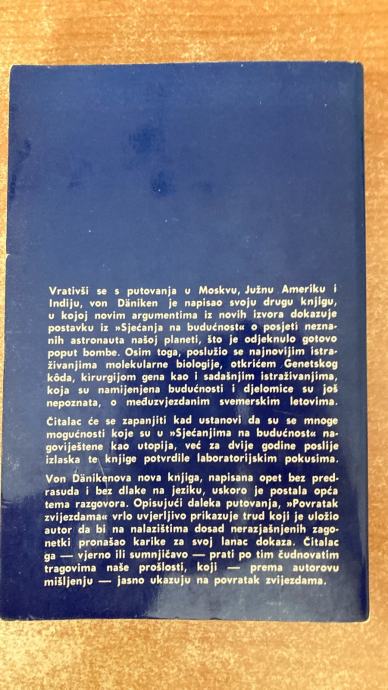 Vrativši se s putovanja u Moskvu, Južnu Ameriku i
Indiju, von Däniken je napisao svoju drugu knjigu,
u kojoj novim argumentima iz novih izvora dokazuje
postavku iz »Sjećanja na budućnost« o posjeti nezna-
nih astronauta našoj planeti, što je odjeknulo gotovo
poput bombe. Osim toga, poslužio se najnovijim istra-
živanjima molekularne biologije, otkrićem Genetskog
kôda, kirurgijom gena kao i sadašnjim istraživanjima,
koja su namijenjena budućnosti i djelomice su još
nepoznata, o međuzvjezdanim svemirskim letovima.
Čitalac će se zapanjiti kad ustanovi da su se mnoge
mogućnosti koje su u »Sjećanjima na budućnost« na-
goviještene kao utopija, već za dvije godine poslije
izlaska te knjige potvrdile laboratorijskim pokusima.
Von Dänikenova nova knjiga, napisana opet bez pred-
rasuda i bez dlake na jeziku, uskoro je postala opća
tema razgovora. Opisujući daleka putovanja, »Povratak
zvijezdama« vrlo uvjerljivo prikazuje trud koji je uložio
autor da bi na nalazištima dosad nerazjašnjenih zago-
netki pronašao karike za svoj lanac dokaza. Čitalac
ga — vjerno ili sumnjičavo — prati po tim čudnovatim
tragovima naše prošlosti, koji — prema autorovu
mišljenju — jasno ukazuju na povratak zvijezdama.